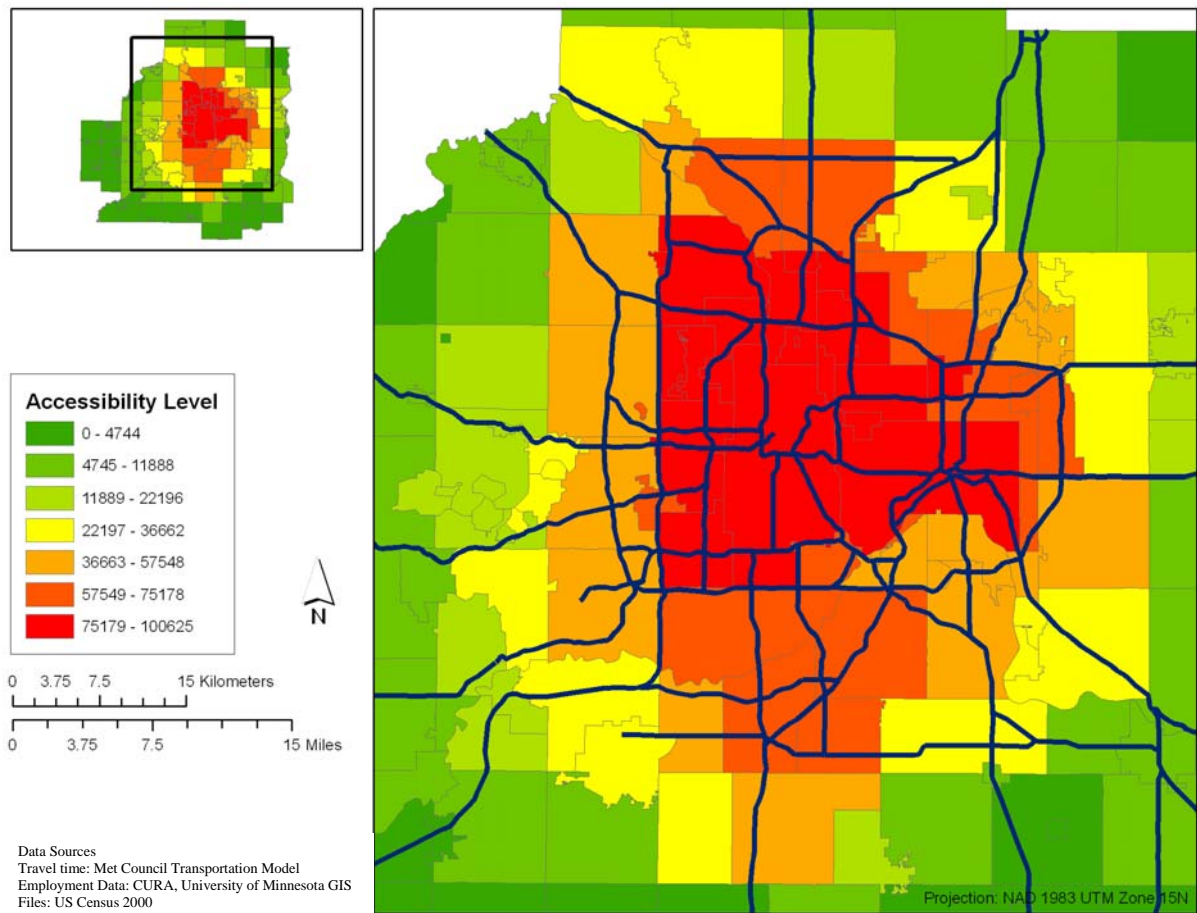 Accessibility Level
0 - 4744
4745 - 11888
11889 - 22196
22197 - 36662
36663 - 57548
57549 - 75178
75179 - 100625
N
0 3.75 7.5 15 Kilometers
0 3.75 7.5 15 Miles
Data Sources
Travel time: Met Council Transportation Model
Employment Data: CURA, University of Minnesota GIS
Files: US Census 2000
Projection: NAD 1983 UTM Zone 15N